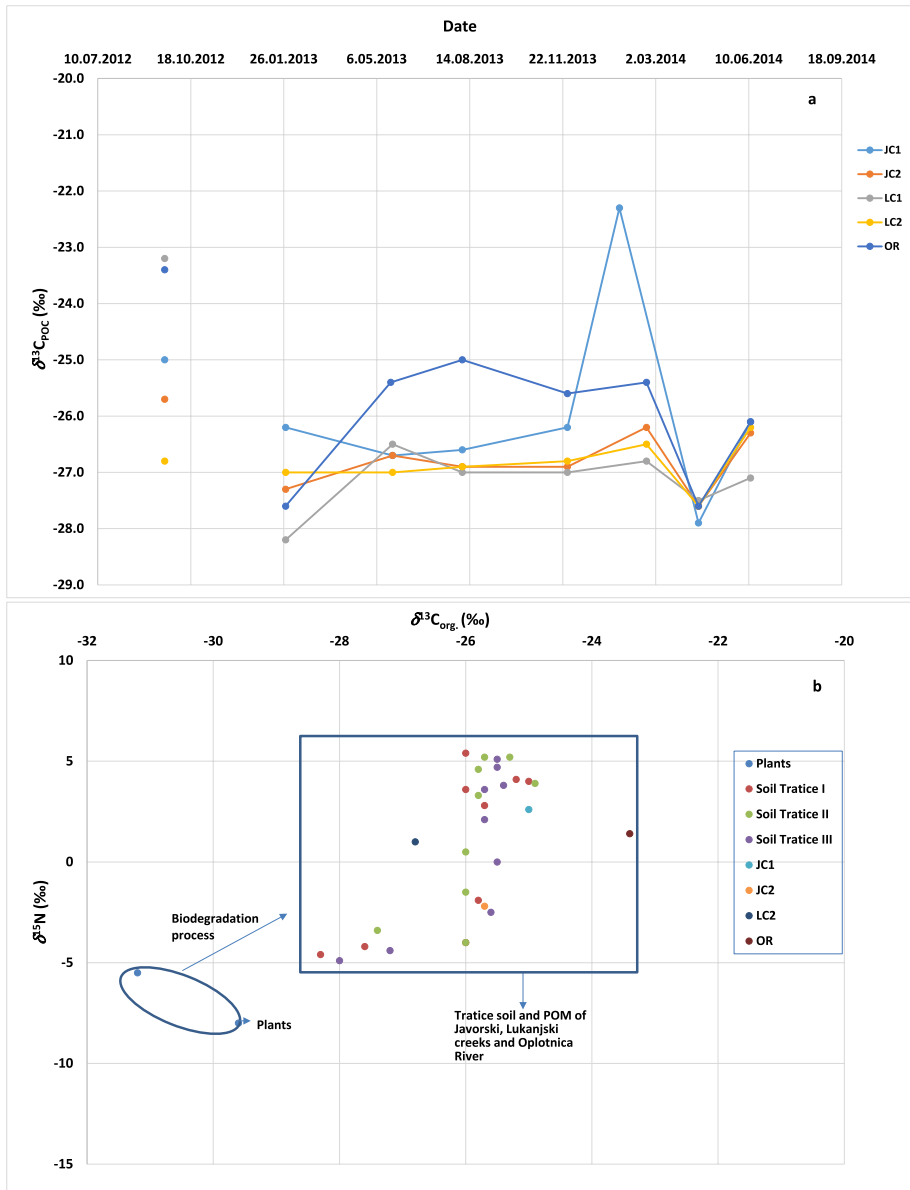 Date
10.07.2012 18.10.2012 26.01.2013 6.05.2013 14.08.2013 22.11.2013 2.03.2014 10.06.2014 18.09.2014
-20.0
a
-21.0
JC1
-22.0
JC2
-23.0
LC1
-24.0
LC2
-25.0
OR
-26.0
-27.0
-28.0
-29.0
δ¹³C_POC (‰)
δ¹³C_org. (‰)
-32 -30 -28 -26 -24 -22 -20
10
b
5
0
-5
-10
-15
δ¹⁵N (‰)
Plants
Soil Tratice I
Soil Tratice II
Soil Tratice III
JC1
JC2
LC2
OR
Biodegradation
process
Plants
Tratice soil and POM of
Javorski, Lukanjski
creeks and Oplotnica
River